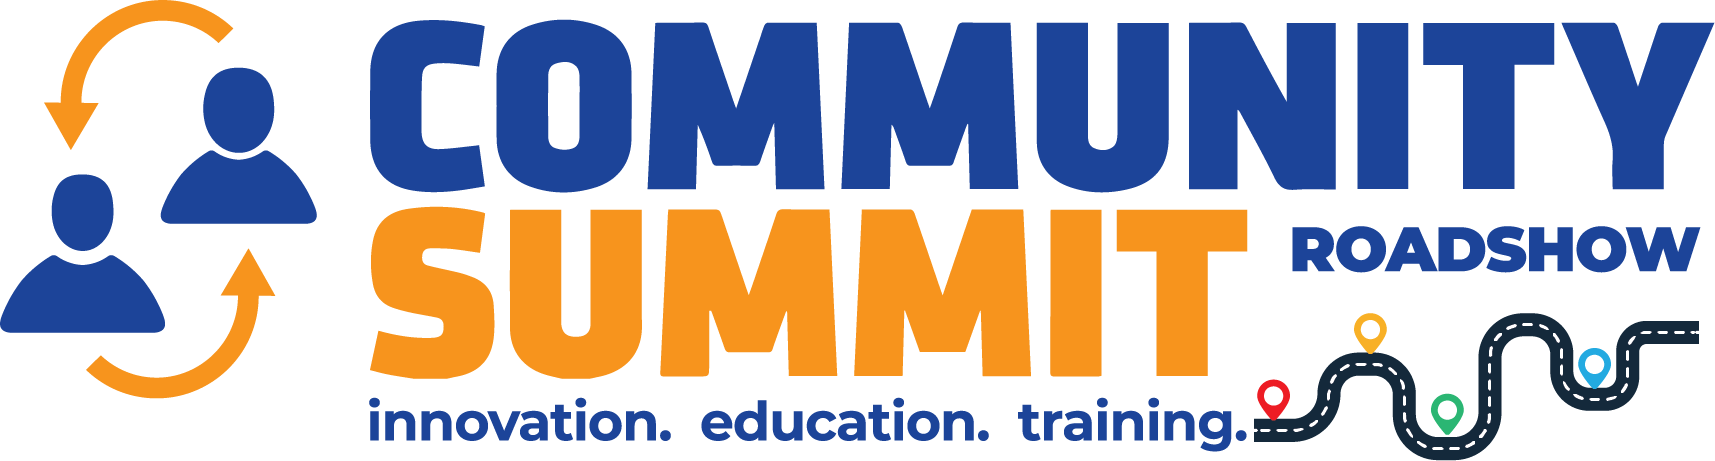 COMMUNITY
SUMMIT
ROADSHOW
innovation. education. training.